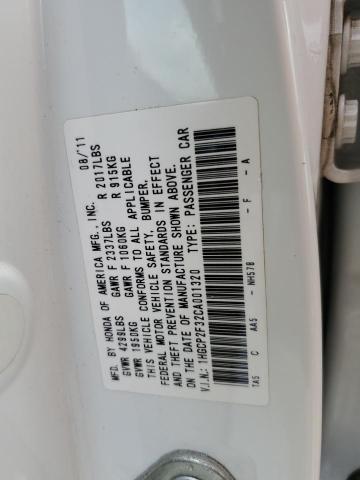 MFD. BY HONDA OF AMERICA MFG., INC. 08/11
GVWR 4299LBS GAWR F 2337LBS R 2017LBS
GVWR 1950KG GAWR F 1060KG R 915KG
THIS VEHICLE CONFORMS TO ALL APPLICABLE
FEDERAL MOTOR VEHICLE SAFETY, BUMPER,
AND THEFT PREVENTION STANDARDS IN EFFECT
ON THE DATE OF MANUFACTURE SHOWN ABOVE.
V.I.N.: 1HGCP2F32CA001320 TYPE: PASSENGER CAR
TA5 C AA5 - NH578 - F - A